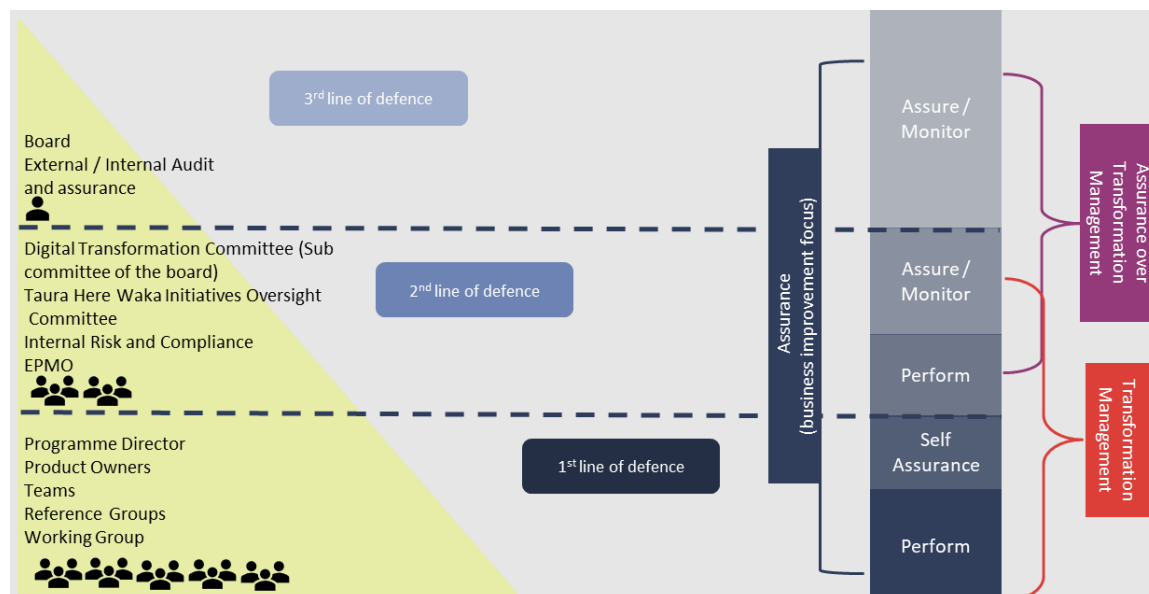 3rd line of defence
Board
External / Internal Audit
and assurance
Digital Transformation Committee (Sub
committee of the board)
Taura Here Waka Initiatives Oversight
Committee
Internal Risk and Compliance
EPMO
2nd line of defence
Programme Director
Product Owners
Teams
Reference Groups
Working Group
1st line of defence
Assurance
(business improvement focus)
Assure /
Monitor
Assure /
Monitor
Perform
Self
Assurance
Perform
Assurance over
Transformation
Management
Transformation
Management